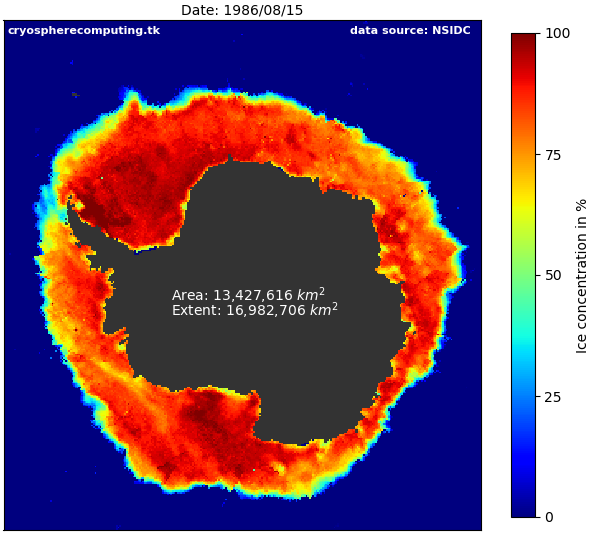 Date: 1986/08/15
cryospherecomputing.tk
data source: NSIDC
100
75
50
25
0
Ice concentration in %
Area: 13,427,616 km²
Extent: 16,982,706 km²